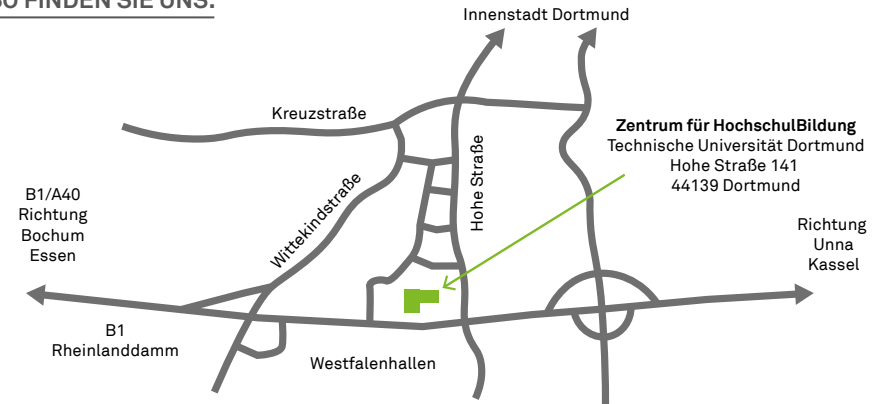 SO FINDEN SIE UNS.
Innenstadt Dortmund
Kreuzstraße
Zentrum für HochschulBildung
Technische Universität Dortmund
Hohe Straße 141
44139 Dortmund
Hohe Straße
Wittekindstraße
B1/A40
Richtung
Bochum
Essen
Richtung
Unna
Kassel
B1
Rheinlanddamm
Westfalenhallen